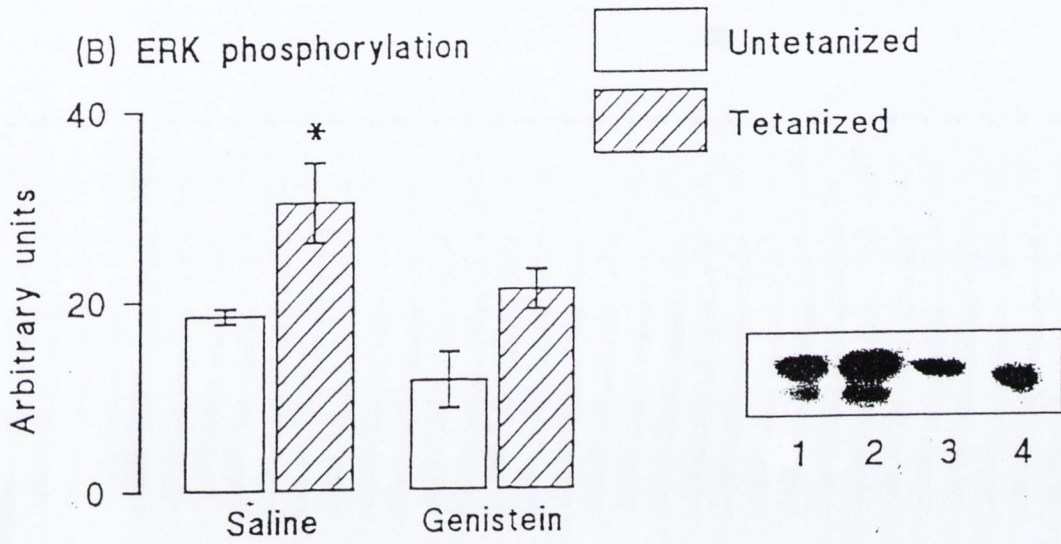 (B) ERK phosphorylation
Untetanized
Tetanized
Arbitrary units
40
20
0
*
Saline
Genistein
1 2 3 4